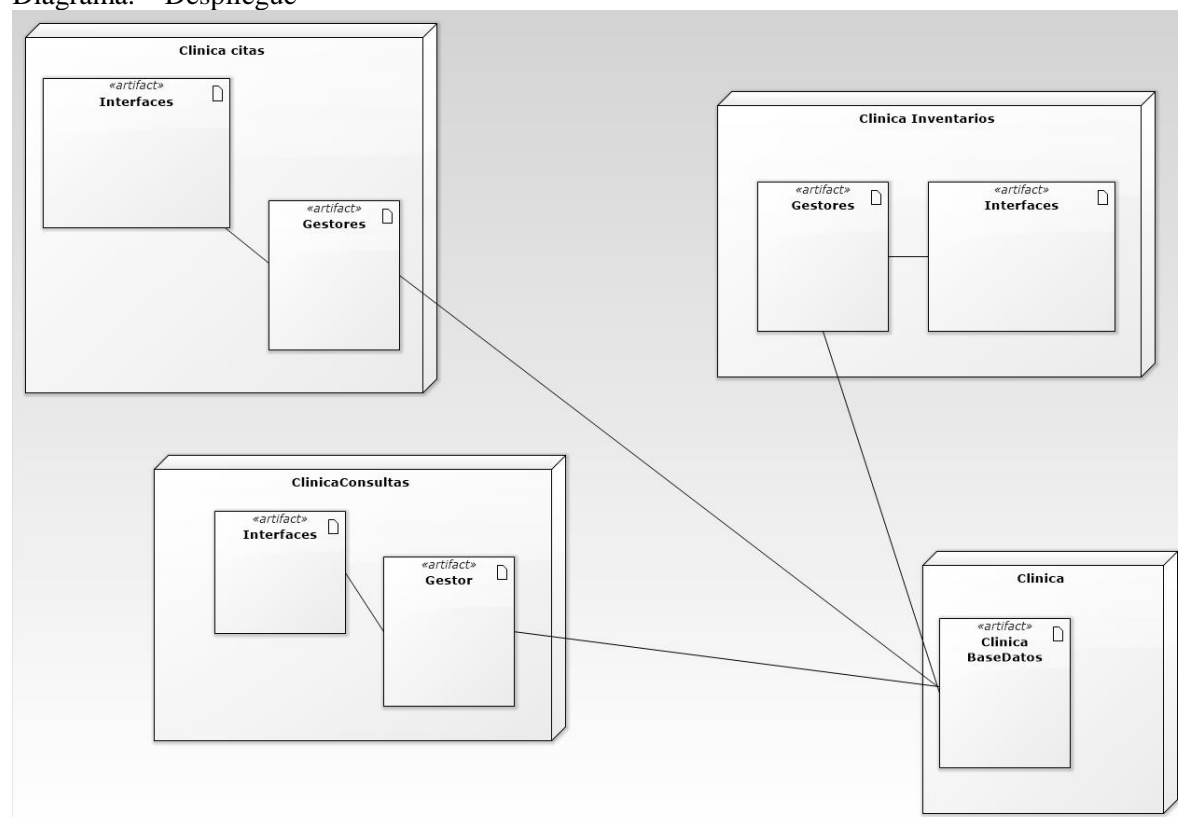 Diagrama: Despliegue
Clinica citas
«artifact»
Interfaces
«artifact»
Gestores
Clinica Inventarios
«artifact»
Gestores
«artifact»
Interfaces
ClinicaConsultas
«artifact»
Interfaces
«artifact»
Gestor
Clinica
«artifact»
Clinica
BaseDatos